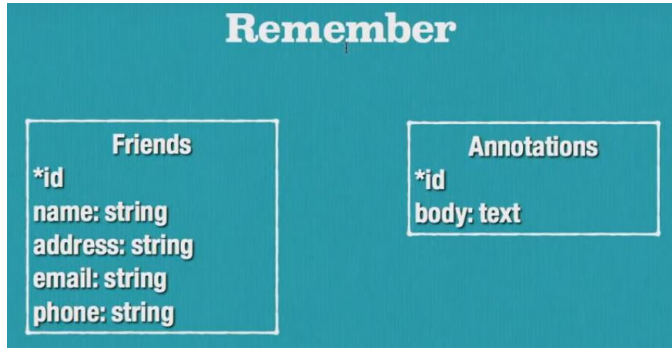 Remember
Friends
*id
name: string
address: string
email: string
phone: string
Annotations
*id
body: text